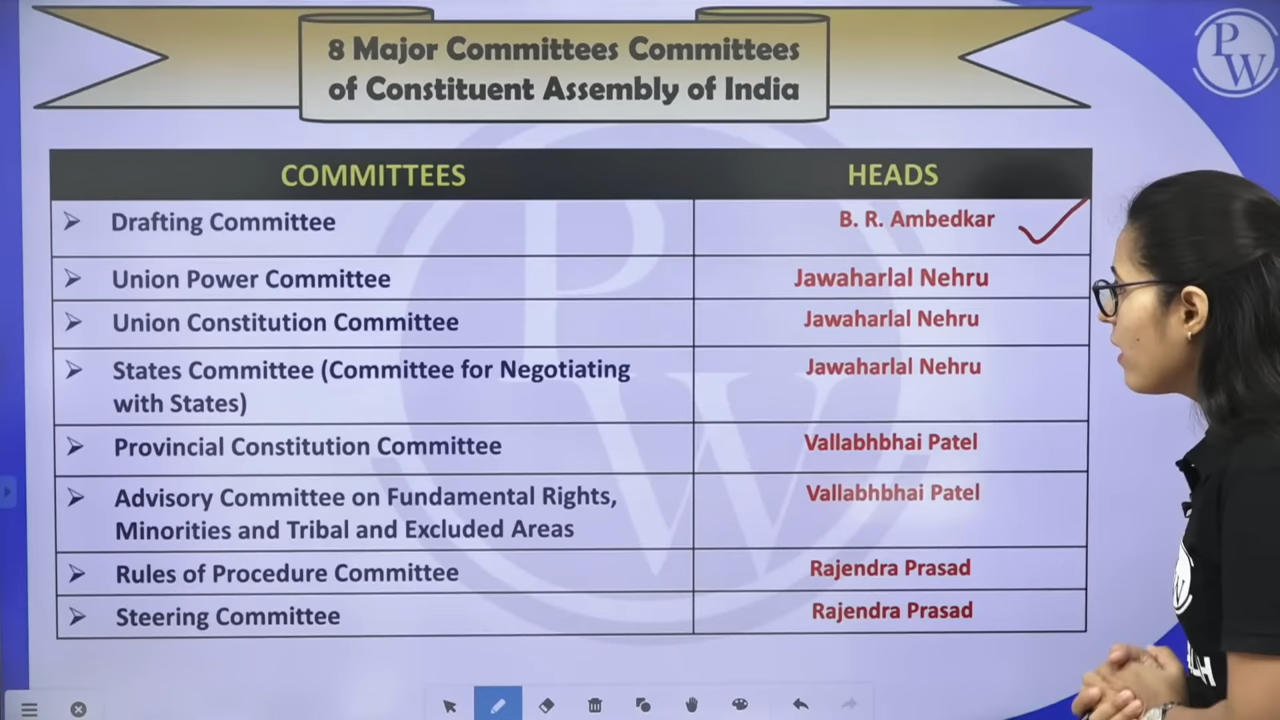 8 Major Committees Committees
of Constituent Assembly of India
PW
COMMITTEES HEADS
Drafting Committee B. R. Ambedkar
Union Power Committee Jawaharlal Nehru
Union Constitution Committee Jawaharlal Nehru
States Committee (Committee for Negotiating Jawaharlal Nehru
with States)
Provincial Constitution Committee Vallabhbhai Patel
Advisory Committee on Fundamental Rights, Vallabhbhai Patel
Minorities and Tribal and Excluded Areas
Rules of Procedure Committee Rajendra Prasad
Steering Committee Rajendra Prasad
PW